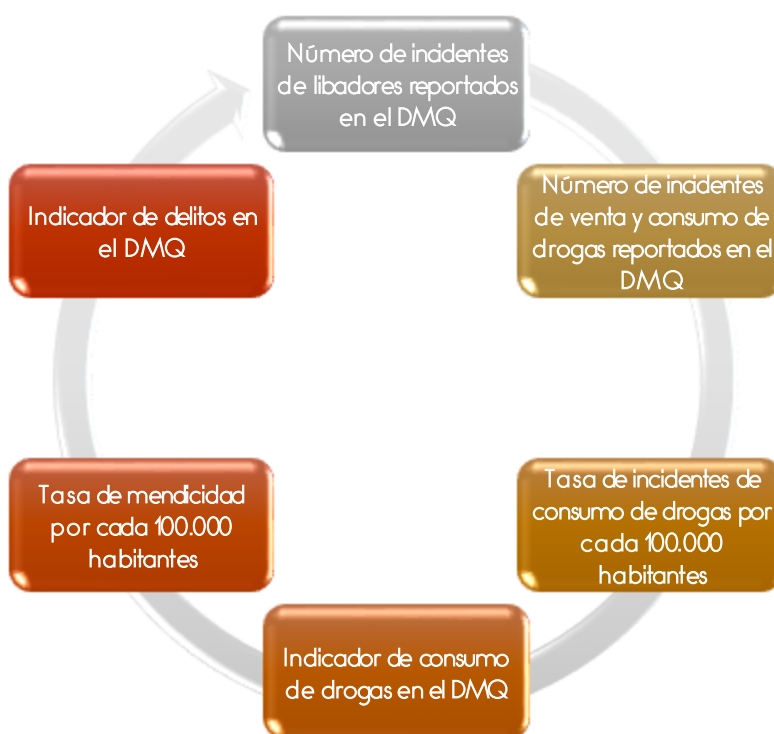 Número de incidentes
de libadores reportados
en el DMQ
Número de incidentes
de venta y consumo de
drogas reportados en el
DMQ
Tasa de incidentes de
consumo de drogas por
cada 100.000
habitantes
Indicador de consumo
de drogas en el DMQ
Tasa de mendicidad
por cada 100.000
habitantes
Indicador de delitos en
el DMQ